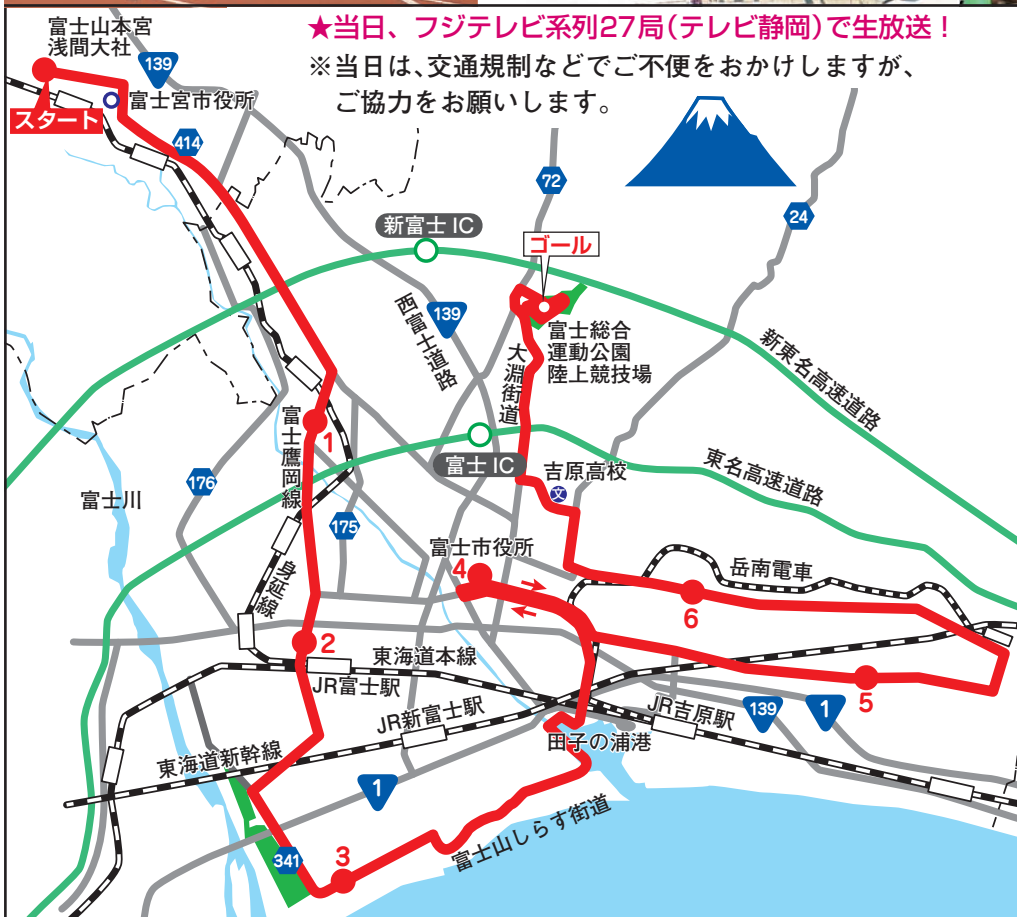 ★当日、フジテレビ系列27局(テレビ静岡)で生放送！
※当日は、交通規制などでご不便をおかけしますが、
ご協力をお願いします。
富士山本宮
浅間大社
139
富士宮市役所
スタート
414
72
24
新富士 IC
ゴール
139
西富士道路
富士総合
運動公園
陸上競技場
大淵街道
新東名高速道路
富士鷹岡線
1
富士 IC
吉原高校
文
東名高速道路
176
富士川
175
富士市役所
4
岳南電車
身延線
6
2
東海道本線
JR富士駅
5
JR新富士駅
JR吉原駅
139
1
田子の浦港
東海道新幹線
1
富士山しらす街道
341
3